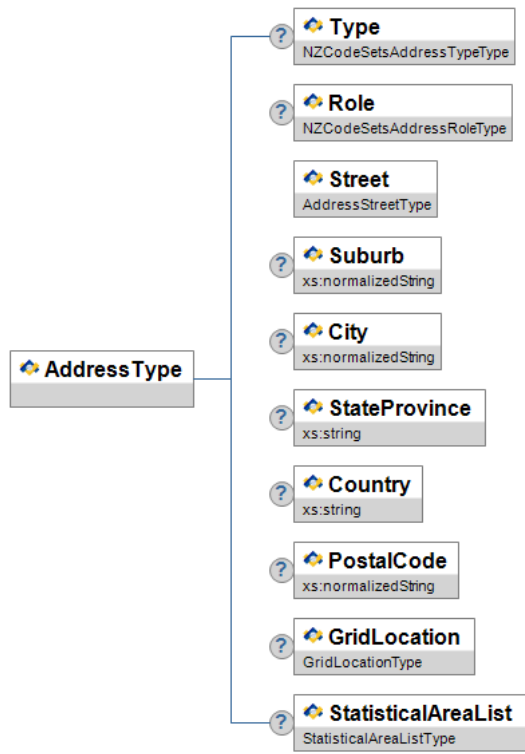 ? Type
NZCodeSetsAddressTypeType
? Role
NZCodeSetsAddressRoleType
Street
AddressStreetType
? Suburb
xs:normalizedString
? City
xs:normalizedString
AddressType
? StateProvince
xs:string
? Country
xs:string
? PostalCode
xs:normalizedString
? GridLocation
GridLocationType
? StatisticalAreaList
StatisticalAreaListType